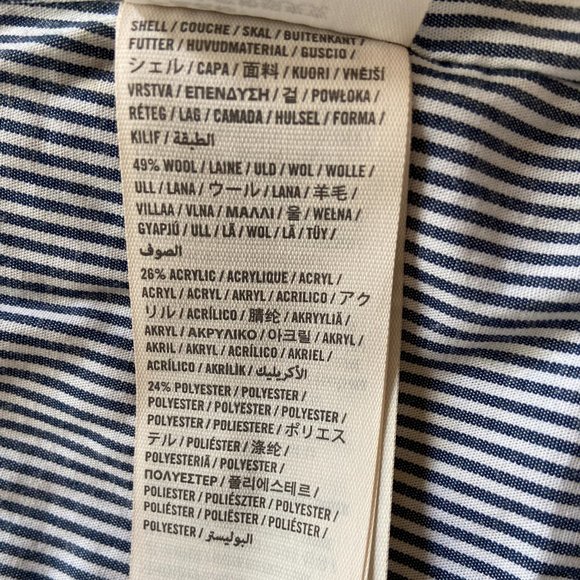 SHELL / COUCHE / SKAL / BUITENKANT /
FUTTER / HUVUDMATERIAL / GUSCIO /
シェル / CAPA / 面料 / KUORI / VNĚJŠÍ
VRSTVA / ΕΠΕΝΔΥΣΗ / 겉 / POWŁOKA /
RÉTEG / LAG / CAMADA / HULSEL / FORMA /
KILIF / الطبقة
49% WOOL / LAINE / ULD / WOL / WOLLE /
ULL / LANA / ウール / LANA / 羊毛 /
VILLAA / VLNA / ΜΑΛΛΙ / 울 / WEŁNA /
GYAPJÚ / ULL / LÃ / WOL / LÃ / TÜY /
الصوف
26% ACRYLIC / ACRYLIQUE / ACRYL /
ACRYL / ACRYL / AKRYL / ACRILICO / アク
リル / ACRÍLICO / 腈纶 / AKRYYLIÄ /
AKRYL / ΑΚΡΥΛΙΚΟ / 아크릴 / AKRYL /
AKRIL / AKRYL / ACRÍLICO / AKRIEL /
ACRÍLICO / AKRİLİK / الأكريليك
24% POLYESTER / POLYESTER /
POLYESTER / POLYESTER / POLYESTER /
POLYESTER / POLIESTERE / ポリエス
テル / POLIÉSTER / 涤纶 /
POLYESTERIÄ / POLYESTER /
ΠΟΛΥΕΣΤΕΡ / 폴리에스테르 /
POLIESTER / POLIÉSZTER / POLYESTER /
POLIÉSTER / POLIËSTER / POLIÉSTER /
POLYESTER / البوليستر